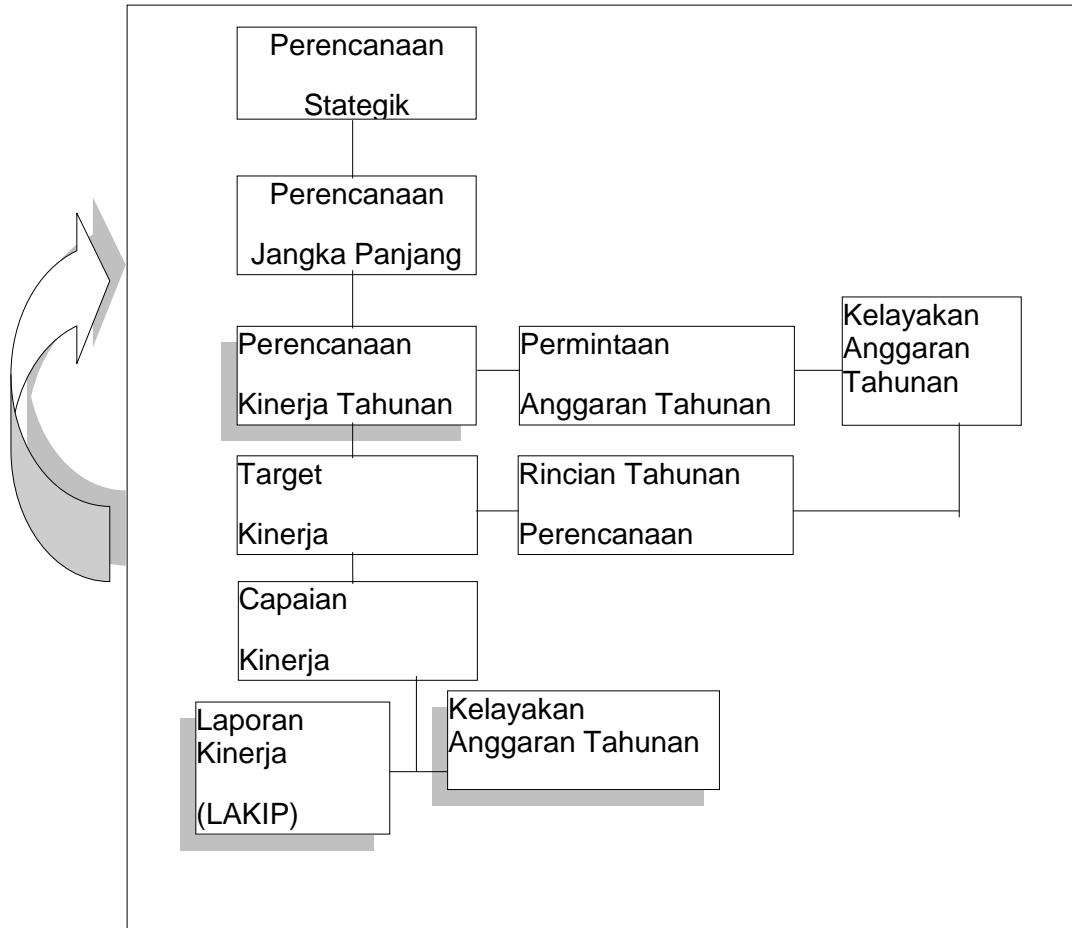 Perencanaan
Stategik
Perencanaan
Jangka Panjang
Perencanaan
Kinerja Tahunan
Permintaan
Anggaran Tahunan
Kelayakan
Anggaran
Tahunan
Target
Kinerja
Rincian Tahunan
Perencanaan
Capaian
Kinerja
Laporan
Kinerja
(LAKIP)
Kelayakan
Anggaran Tahunan